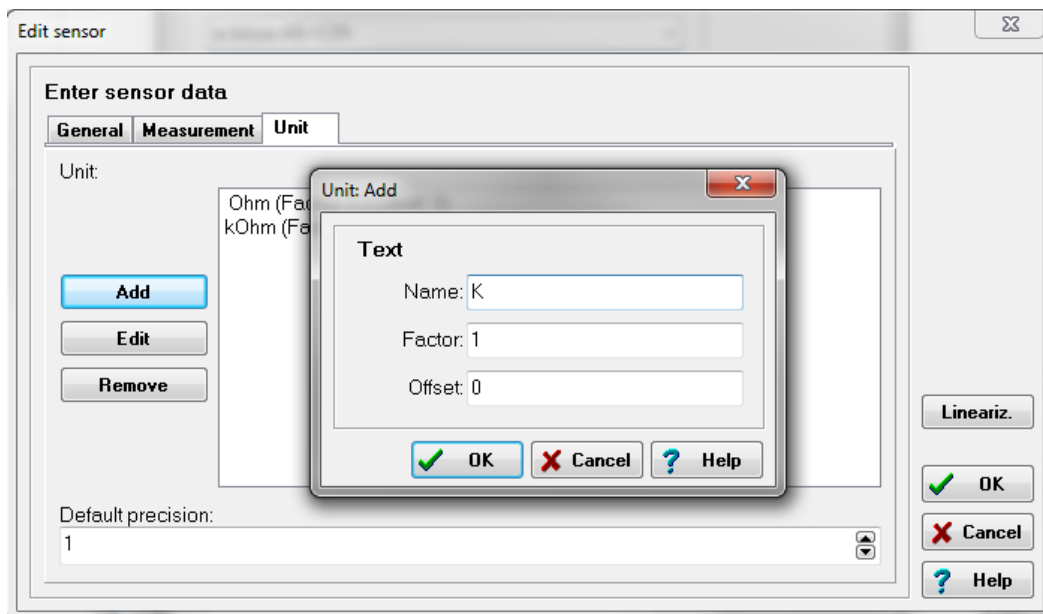 Edit sensor
Enter sensor data
General Measurement Unit
Unit:
Ohm (Fac
kOhm (Fa
Add
Edit
Remove
Unit: Add
Text
Name: K
Factor: 1
Offset: 0
OK Cancel ? Help
Default precision:
1
Lineariz.
OK
Cancel
? Help